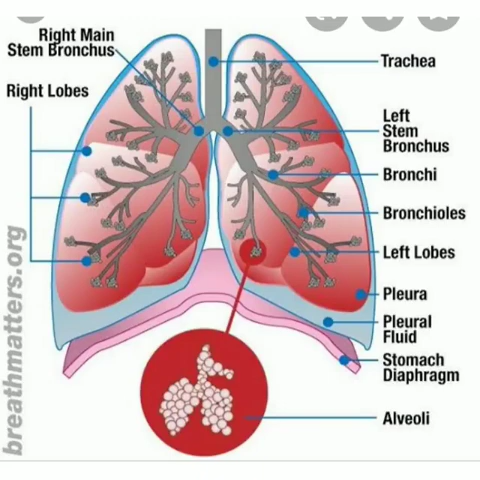 Right Main
Stem Bronchus
Right Lobes
Trachea
Left
Stem
Bronchus
Bronchi
Bronchioles
Left Lobes
Pleura
Pleural
Fluid
Stomach
Diaphragm
Alveoli
breathmatters.org